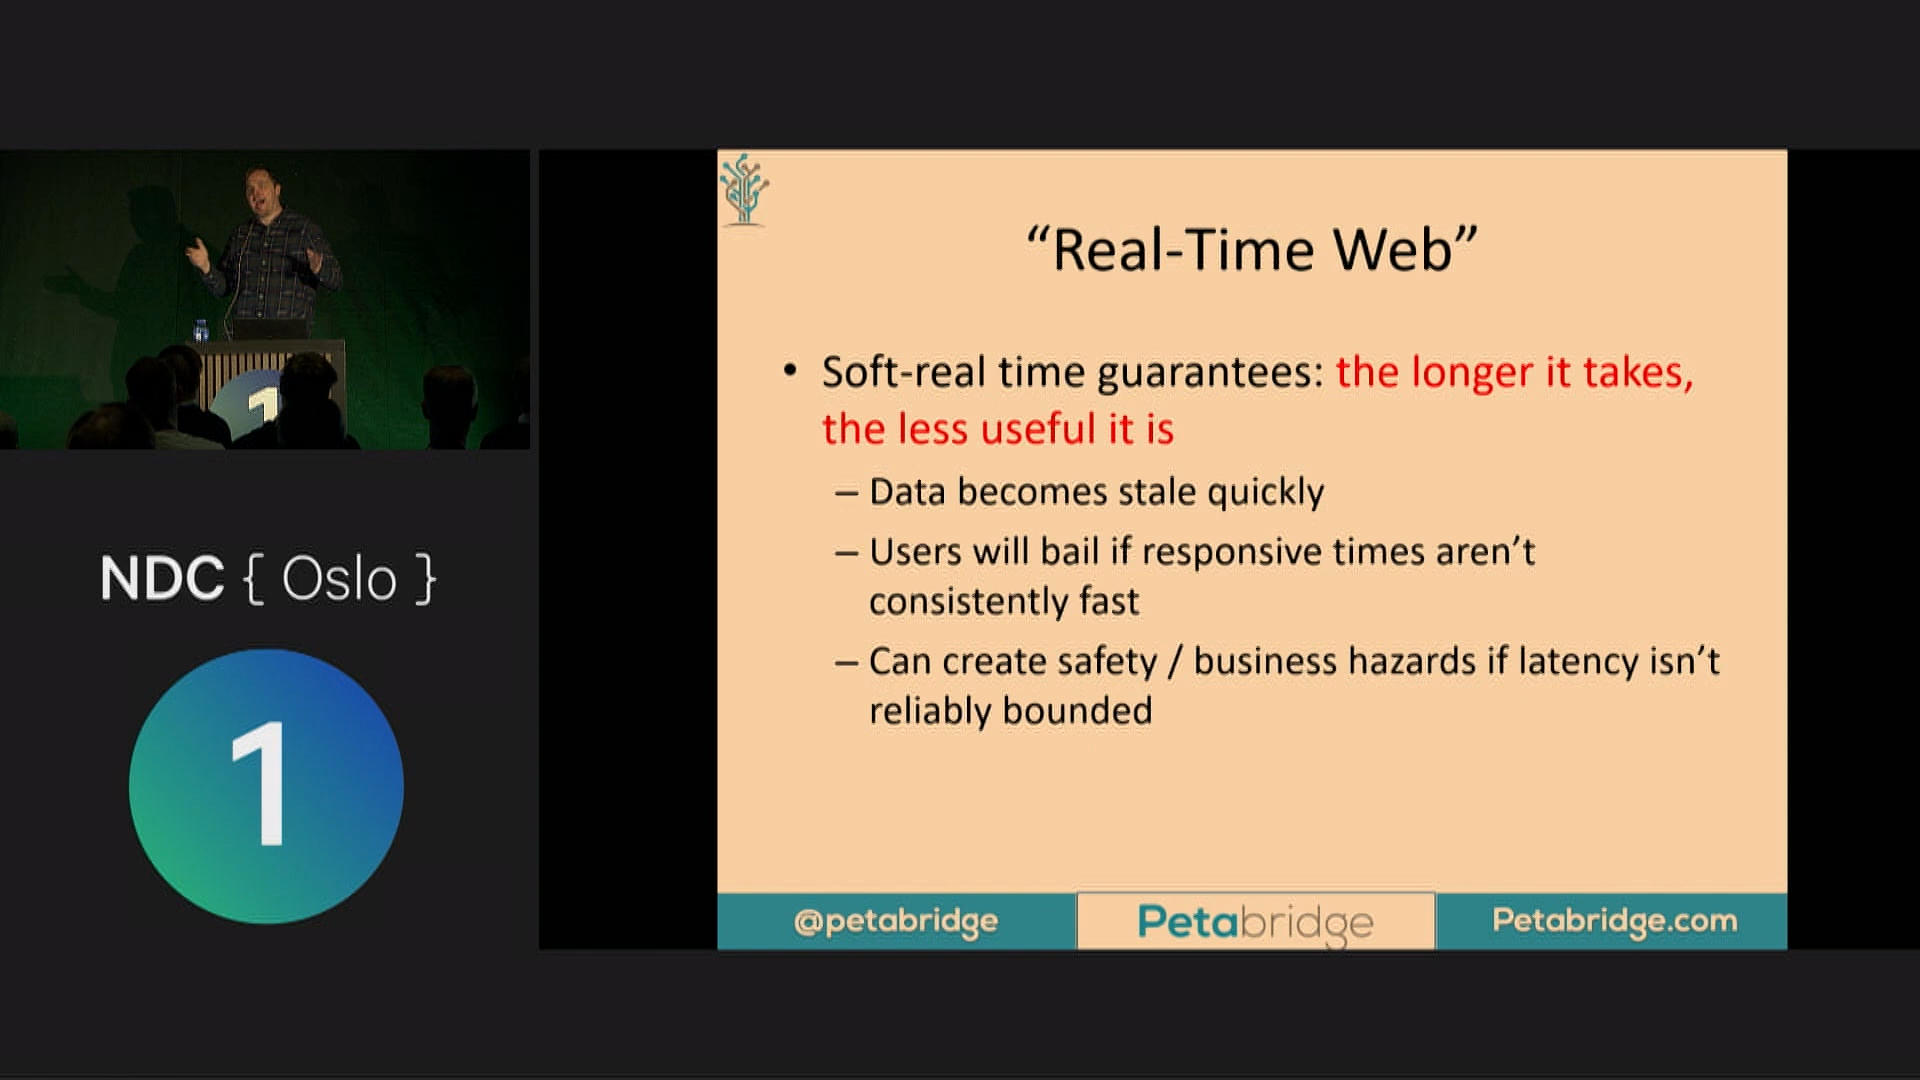 1
NDC { Oslo }
1
“Real-Time Web”
• Soft-real time guarantees: the longer it takes,
the less useful it is
– Data becomes stale quickly
– Users will bail if responsive times aren’t
consistently fast
– Can create safety / business hazards if latency isn’t
reliably bounded
@petabridge
Petabridge
Petabridge.com